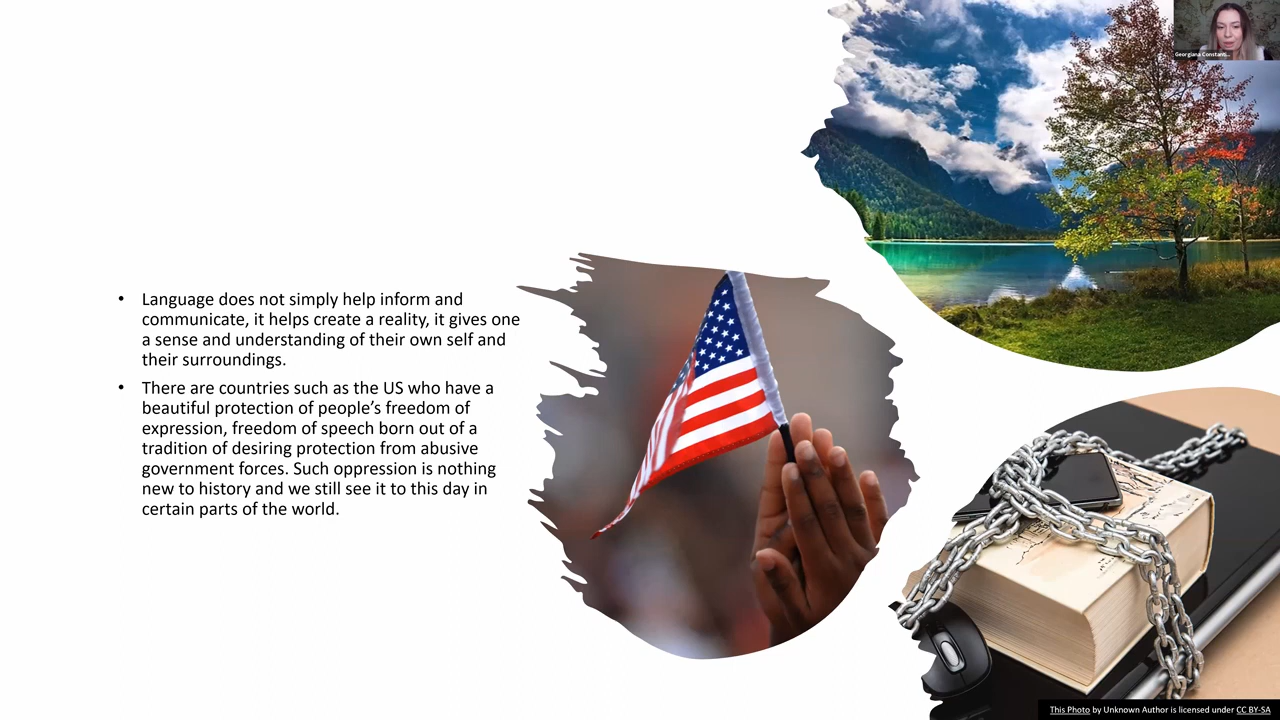 Georgiana Constanti...
• Language does not simply help inform and
communicate, it helps create a reality, it gives one
a sense and understanding of their own self and
their surroundings.
• There are countries such as the US who have a
beautiful protection of people’s freedom of
expression, freedom of speech born out of a
tradition of desiring protection from abusive
government forces. Such oppression is nothing
new to history and we still see it to this day in
certain parts of the world.
This Photo by Unknown Author is licensed under CC BY-SA